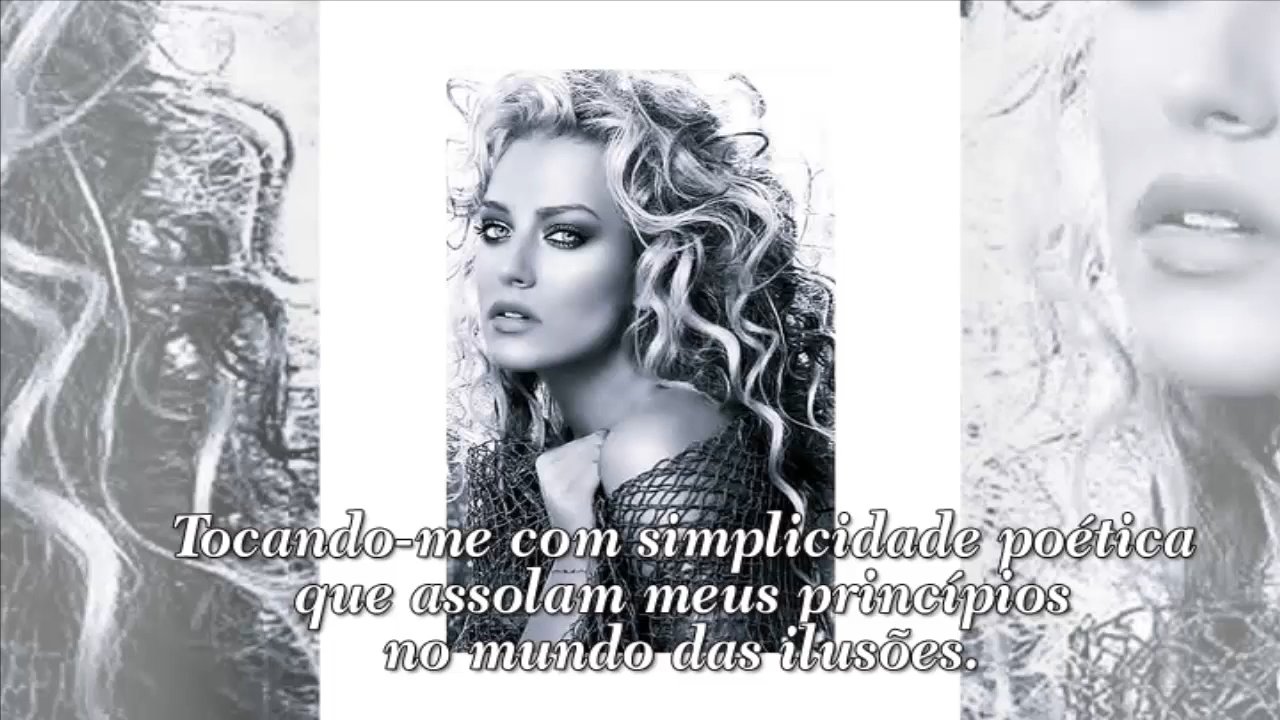 Tocando-me com simplicidade poética
que assolam meus princípios
no mundo das ilusões.